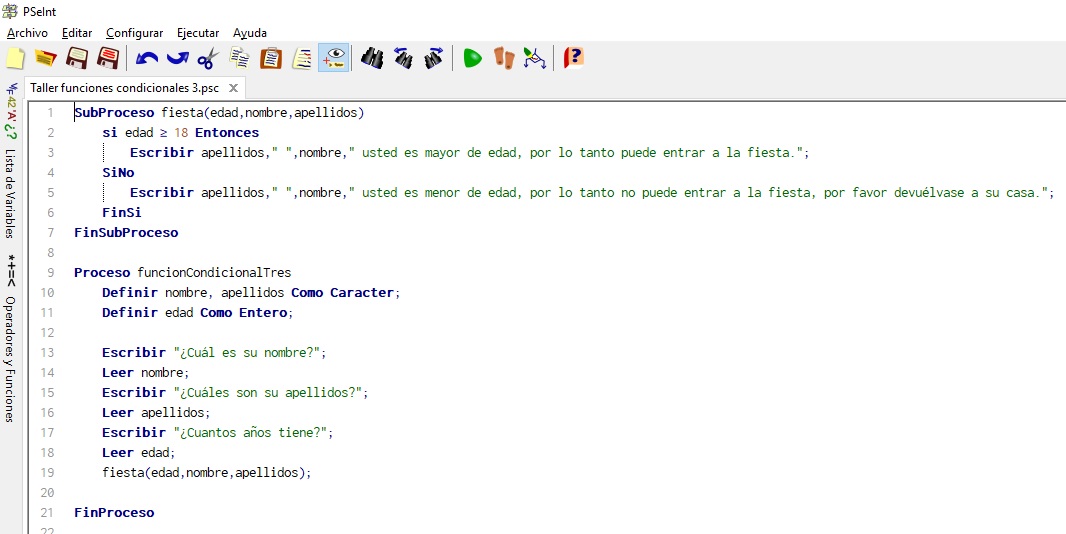 PSeInt
Archivo Editar Configurar Ejecutar Ayuda
Taller funciones condicionales 3.psc X
42 'A' ¿? Lista de Variables
*+=< Operadores y Funciones
1 SubProceso fiesta(edad,nombre,apellidos)
2 si edad ≥ 18 Entonces
3 Escribir apellidos," ",nombre," usted es mayor de edad, por lo tanto puede entrar a la fiesta.";
4 SiNo
5 Escribir apellidos," ",nombre," usted es menor de edad, por lo tanto no puede entrar a la fiesta, por favor devuélvase a su casa.";
6 FinSi
7 FinSubProceso
8
9 Proceso funcionCondicionalTres
10 Definir nombre, apellidos Como Caracter;
11 Definir edad Como Entero;
12
13 Escribir "¿Cuál es su nombre?";
14 Leer nombre;
15 Escribir "¿Cuáles son su apellidos?";
16 Leer apellidos;
17 Escribir "¿Cuantos años tiene?";
18 Leer edad;
19 fiesta(edad,nombre,apellidos);
20
21 FinProceso
22